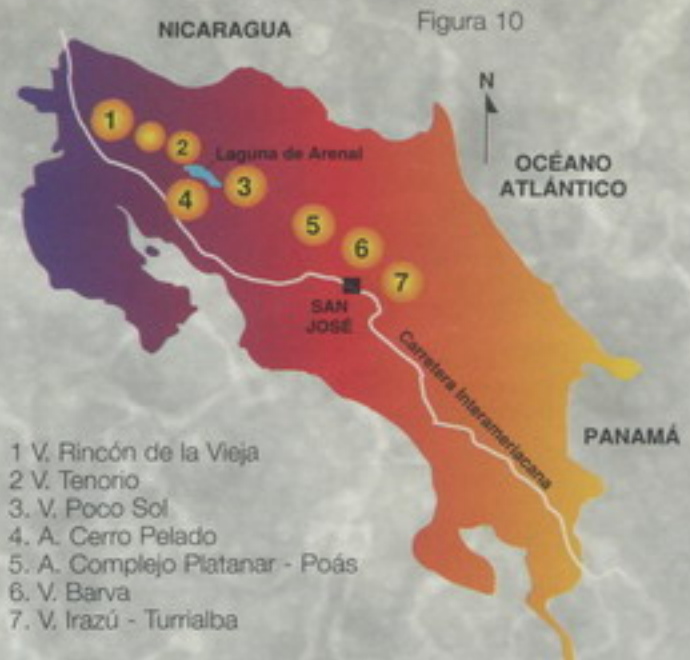 Figura 10
NICARAGUA
N
OCÉANO
ATLÁNTICO
1
2
Laguna de Arenal
3
4
5
6
7
SAN
JOSÉ
Carretera Interamericana
PANAMÁ
1 V. Rincón de la Vieja
2 V. Tenorio
3. V. Poco Sol
4. A. Cerro Pelado
5. A. Complejo Platanar - Poás
6. V. Barva
7. V. Irazú - Turrialba